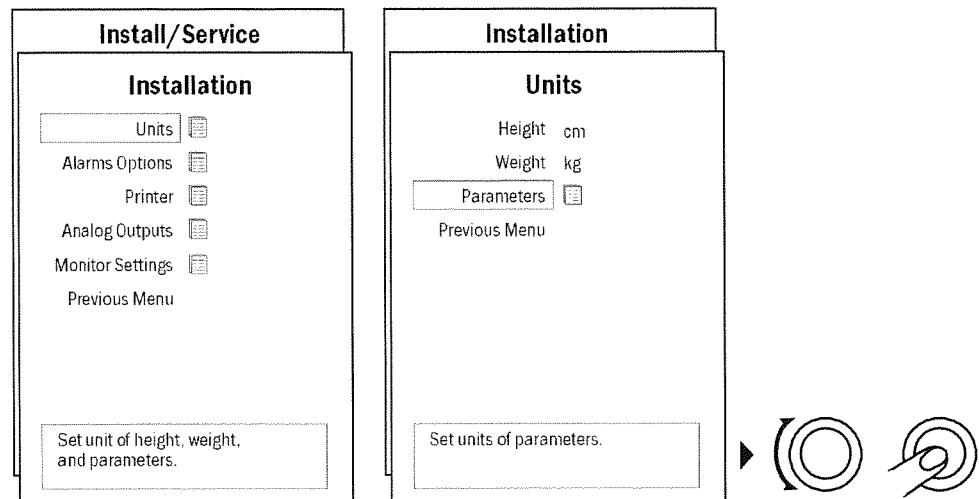 Install/Service
Installation
Units
Alarms Options
Printer
Analog Outputs
Monitor Settings
Previous Menu
Set unit of height, weight,
and parameters.
Installation
Units
Height cm
Weight kg
Parameters
Previous Menu
Set units of parameters.